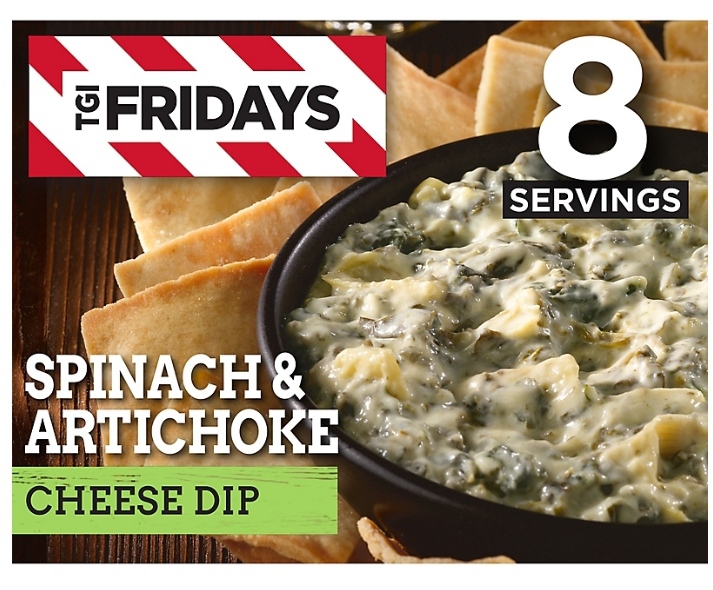 TGI FRIDAYS
8
SERVINGS
SPINACH &
ARTICHOKE
CHEESE DIP